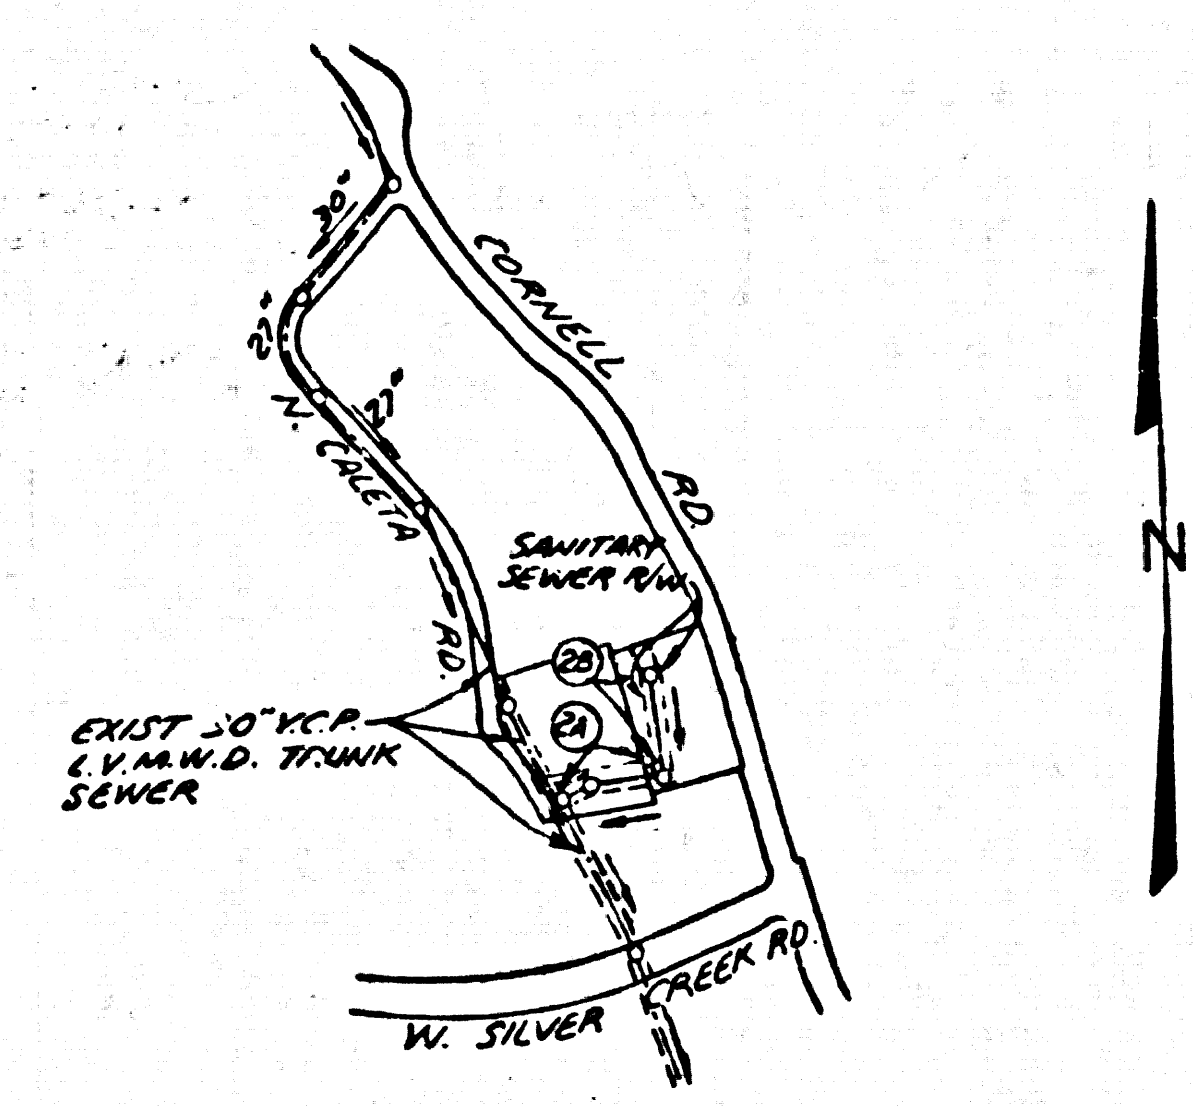 30"
CORNELL
27"
27"
N.
CALETA
RD.
RD.
SANITARY
SEWER R/W
2B
2A
EXIST 30" V.C.P.
L.V.M.W.D. TRUNK
SEWER
N
CREEK RD.
W. SILVER